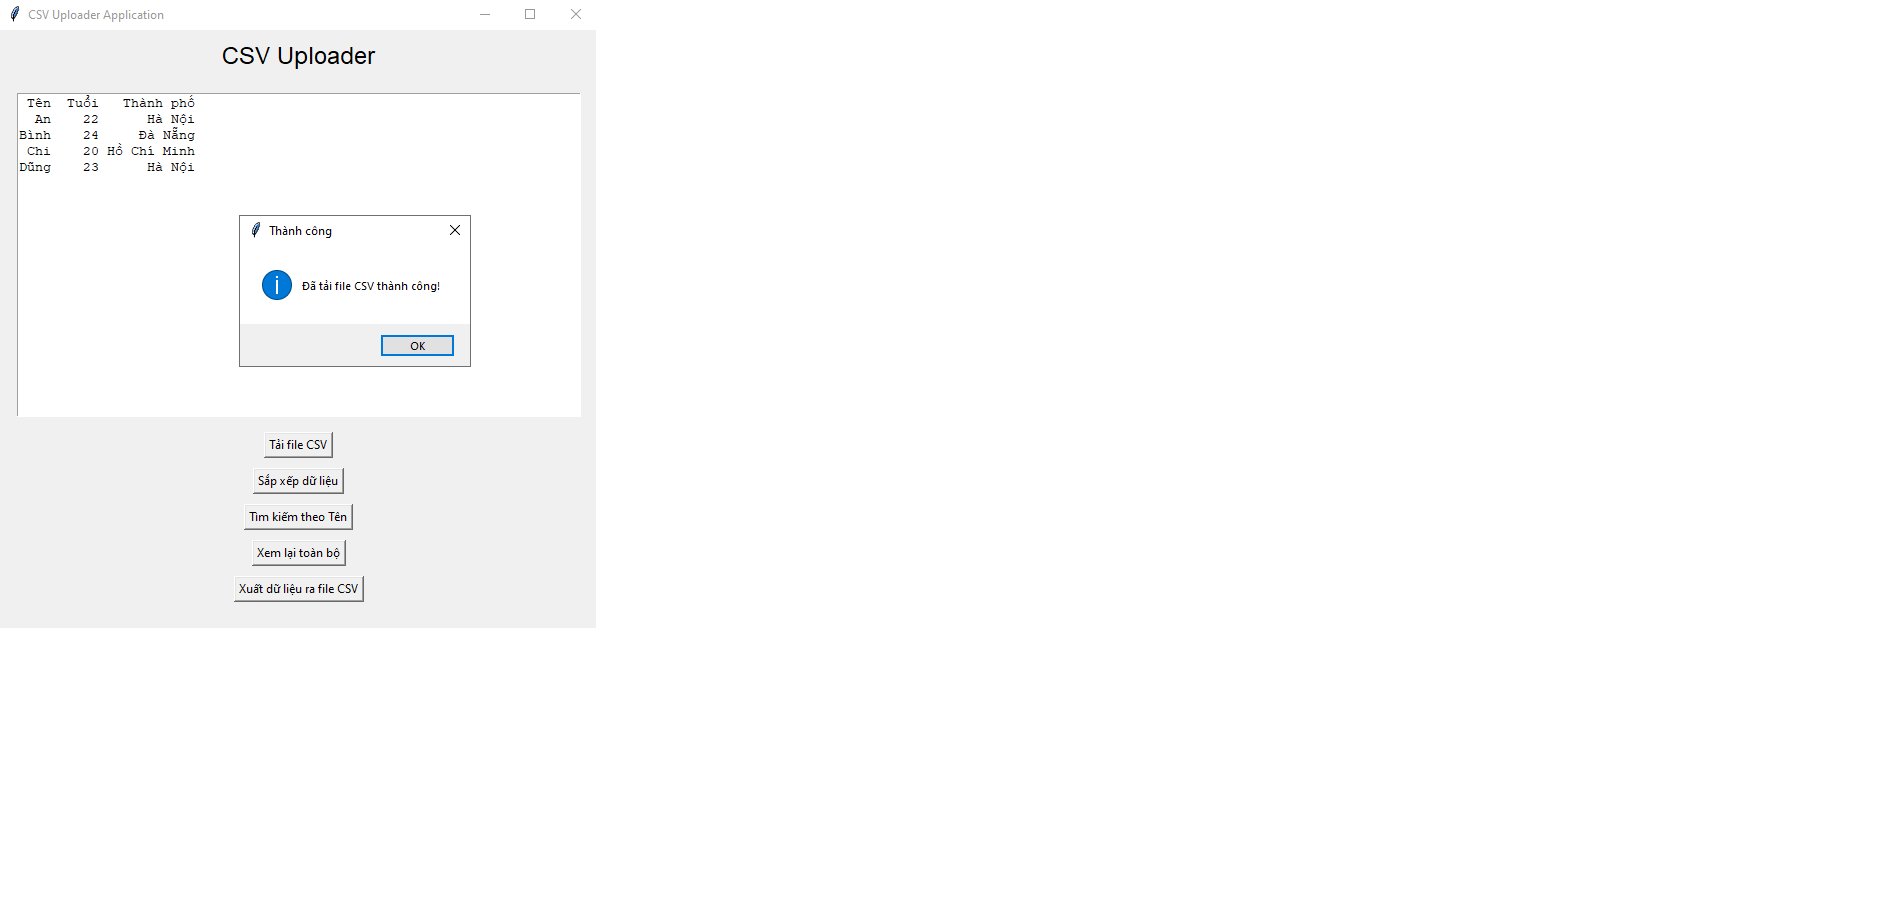 CSV Uploader Application
CSV Uploader
Tên Tuổi Thành phố
An 22 Hà Nội
Bình 24 Đà Nẵng
Chi 20 Hồ Chí Minh
Dũng 23 Hà Nội
Thành công
Đã tải file CSV thành công!
OK
Tải file CSV
Sắp xếp dữ liệu
Tìm kiếm theo Tên
Xem lại toàn bộ
Xuất dữ liệu ra file CSV